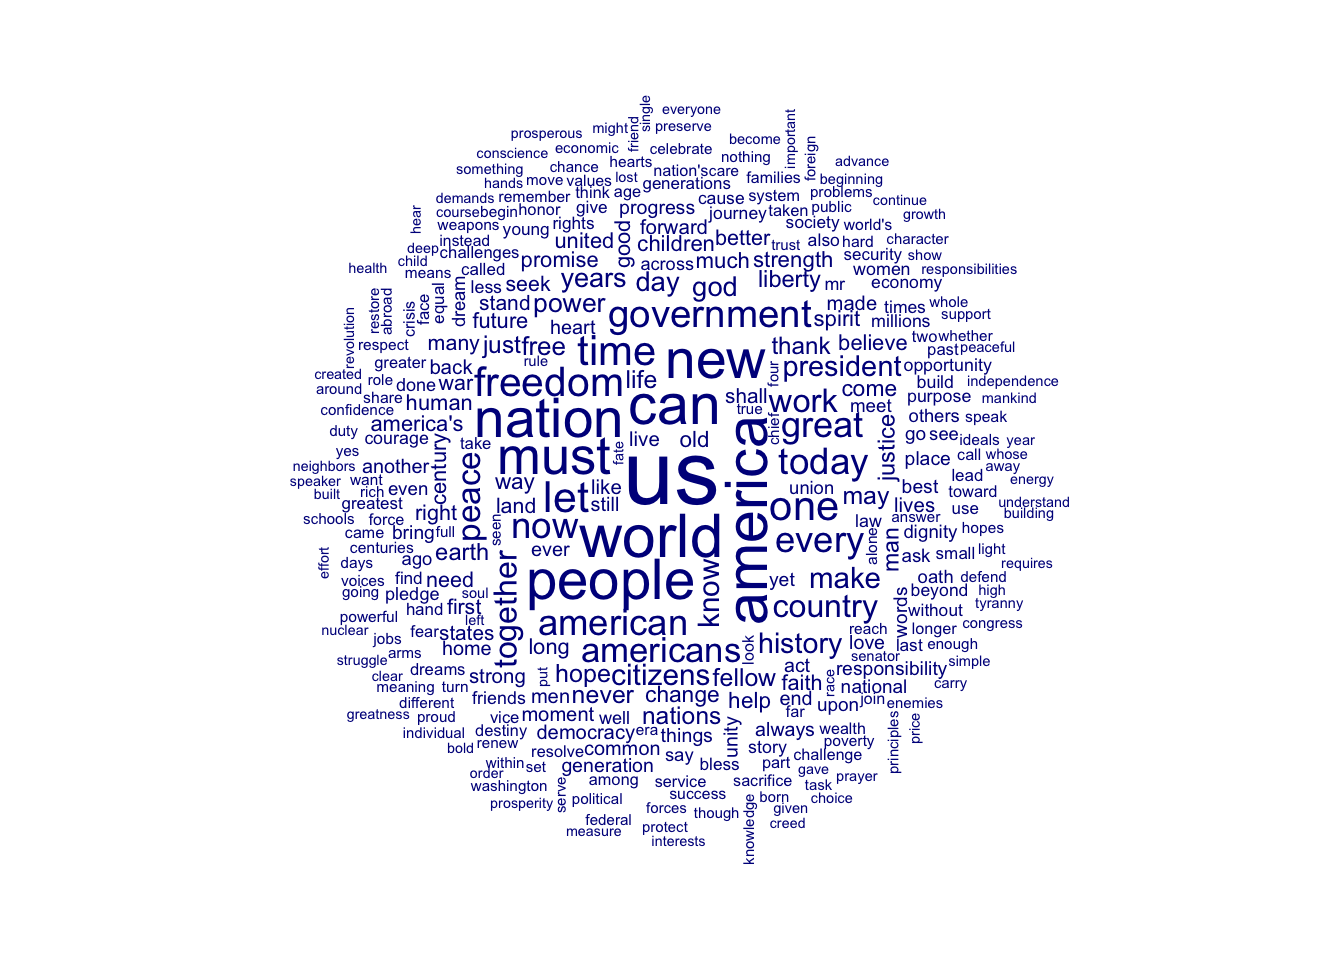 everyone
single
friend
might
preserve
prosperous
become
important
foreign
conscience
economic
celebrate
nothing
advance
something
chance
hearts
nation's
care
hands
move
values
lost
generations
families
beginning
demands
remember
think
age
cause
system
problems
continue
hear
course
begin
honor
give
progress
journey
taken
public
growth
weapons
young
rights
good
forward
society
world's
instead
united
children
better
trust
also
hard
character
deep
challenges
promise
across
much
strength
security
show
health
child
means
called
years
day
god
liberty
mr
women
responsibilities
restore
abroad
crisis
face
equal
dream
less
seek
economy
revolution
stand
power
government
spirit
made
times
whole
respect
future
heart
millions
support
many
just
free
time
new
thank
believe
two
whether
greater
back
rule
four
president
past
peaceful
opportunity
created
around
role
done
war
freedom
life
shall
work
come
build
independence
share
human
nation
can
true
chief
meet
purpose
mankind
confidence
america's
great
others
speak
duty
courage
century
take
live
old
america
justice
go
see
ideals
year
yes
must
fate
us
today
place
call
whose
neighbors
another
peace
way
like
union
lead
away
speaker
want
even
let
still
one
may
best
toward
energy
built
rich
land
lives
use
understand
greatest
right
seen
now
world
law
answer
building
schools
force
came
bring
full
ever
every
alone
man
dignity
hopes
effort
centuries
ago
earth
people
know
ask
small
light
days
yet
make
oath
defend
requires
voices
find
need
soul
together
beyond
high
going
pledge
country
words
tyranny
powerful
hand
first
left
american
without
nuclear
fear
states
reach
longer
congress
jobs
arms
home
long
americans
look
history
love
last
enough
struggle
senator
simple
clear
dreams
strong
put
hope
citizens
fellow
act
faith
race
responsibility
meaning
turn
national
carry
different
friends
men
never
change
help
end
upon
join
enemies
greatness
proud
vice
moment
well
nations
far
principles
price
individual
destiny
democracy
era
things
unity
always
wealth
bold
renew
resolve
common
say
story
poverty
within
set
generation
bless
part
challenge
order
among
service
sacrifice
gave
prayer
washington
serve
success
task
prosperity
political
forces
though
born
choice
federal
knowledge
given
measure
protect
creed
interests